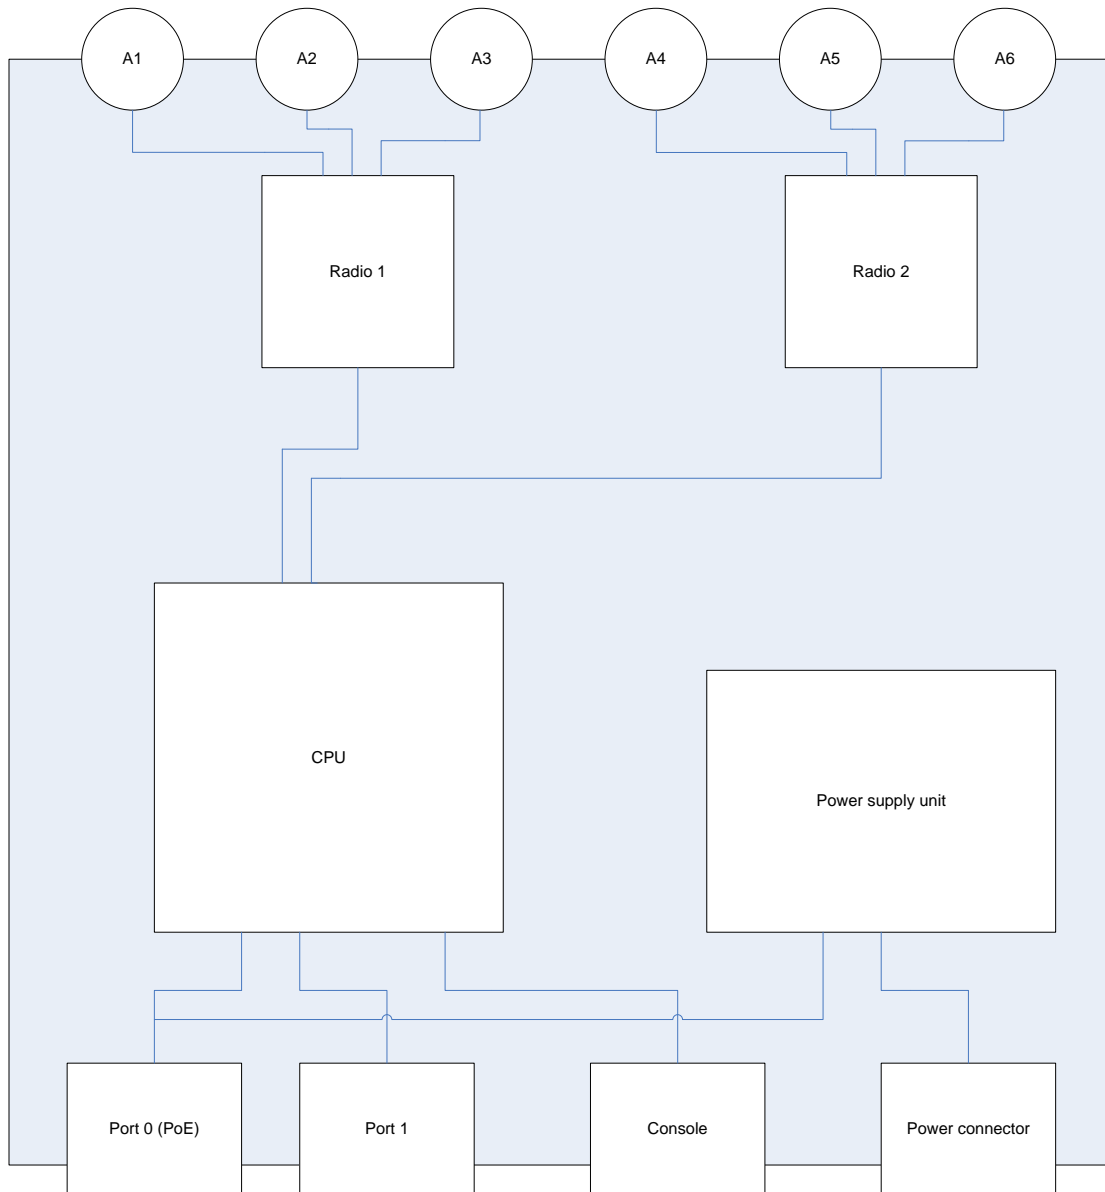 A1
A2
A3
A4
A5
A6
Radio 1
Radio 2
CPU
Power supply unit
Port 0 (PoE)
Port 1
Console
Power connector